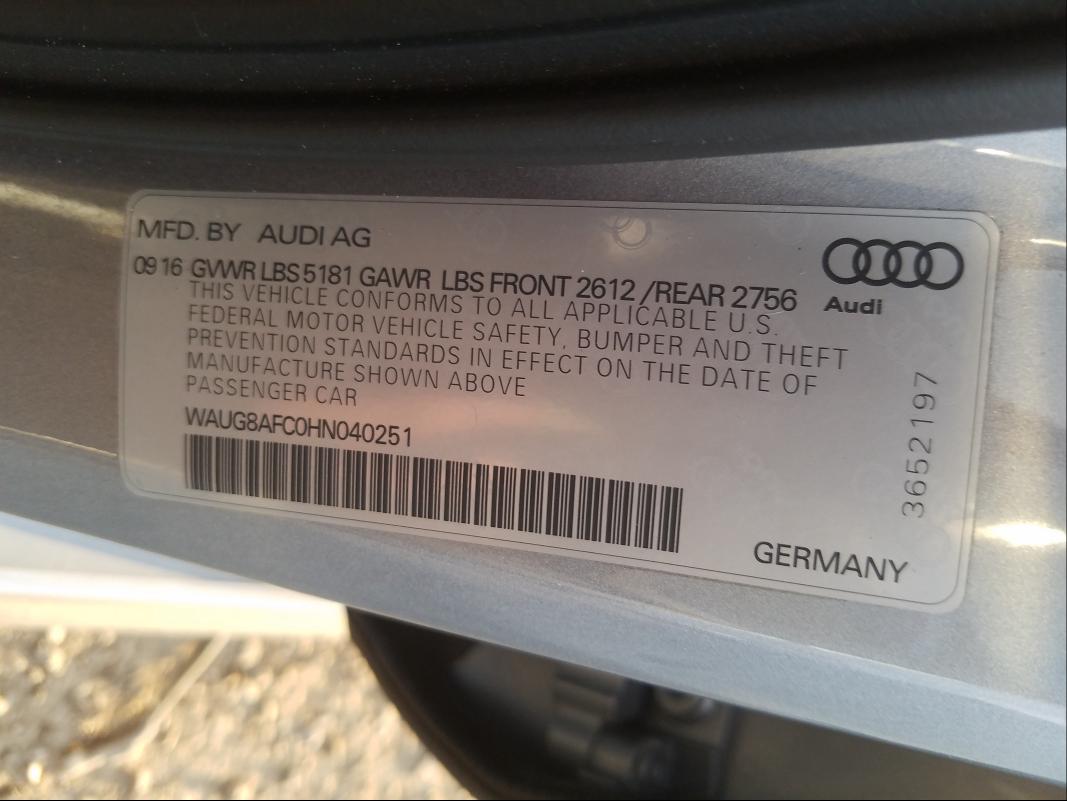 MFD. BY AUDI AG
09 16 GVWR LBS 5181 GAWR LBS FRONT 2612 /REAR 2756
THIS VEHICLE CONFORMS TO ALL APPLICABLE U.S.
FEDERAL MOTOR VEHICLE SAFETY, BUMPER AND THEFT
PREVENTION STANDARDS IN EFFECT ON THE DATE OF
MANUFACTURE SHOWN ABOVE
PASSENGER CAR
WAUG8AFC0HN040251
Audi
3652197
GERMANY